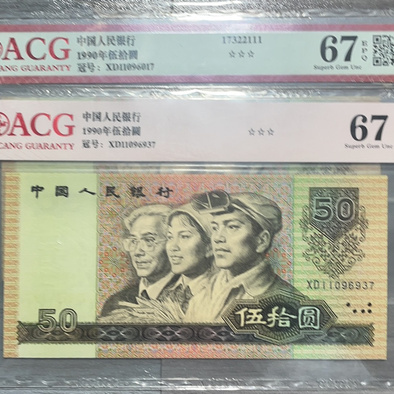 ACG
CANG GUARANTY
中国人民银行
1990年伍拾圆
冠号: XD11096017
17322111
☆☆☆
67 EPQ
Superb Gem Unc
ACG
CANG GUARANTY
中国人民银行
1990年伍拾圆
冠号: XD11096937
☆☆☆
67
Superb Gem Unc
中国人民银行
50
XD11096937
50
伍拾圆